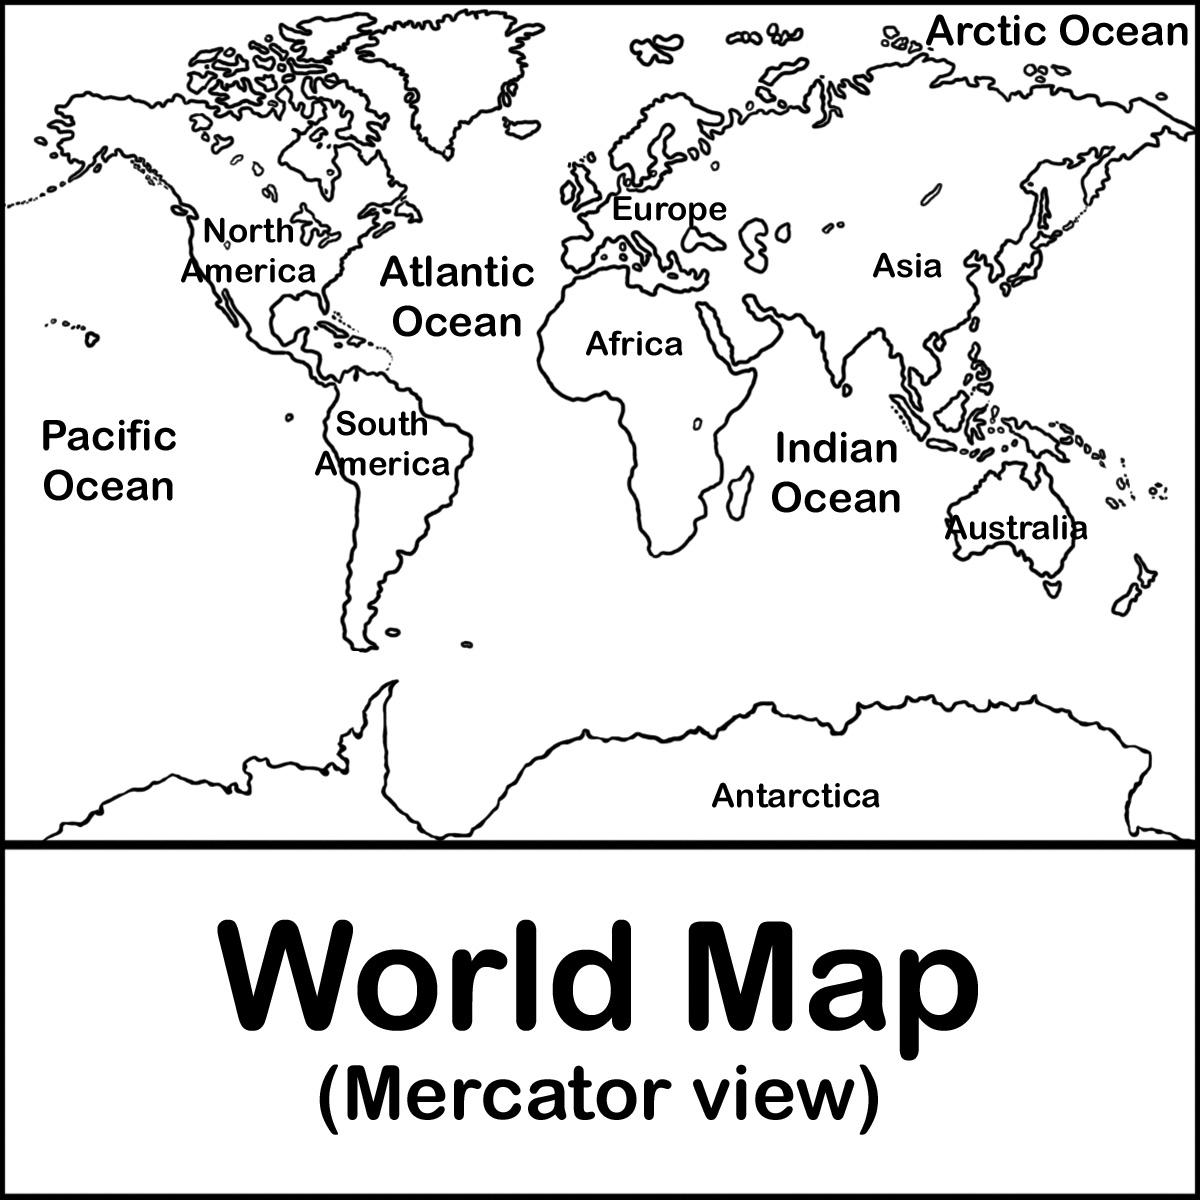 Arctic Ocean
North
America
Europe
Asia
Atlantic
Ocean
Africa
Pacific
Ocean
South
America
Indian
Ocean
Australia
Antarctica
World Map
(Mercator view)